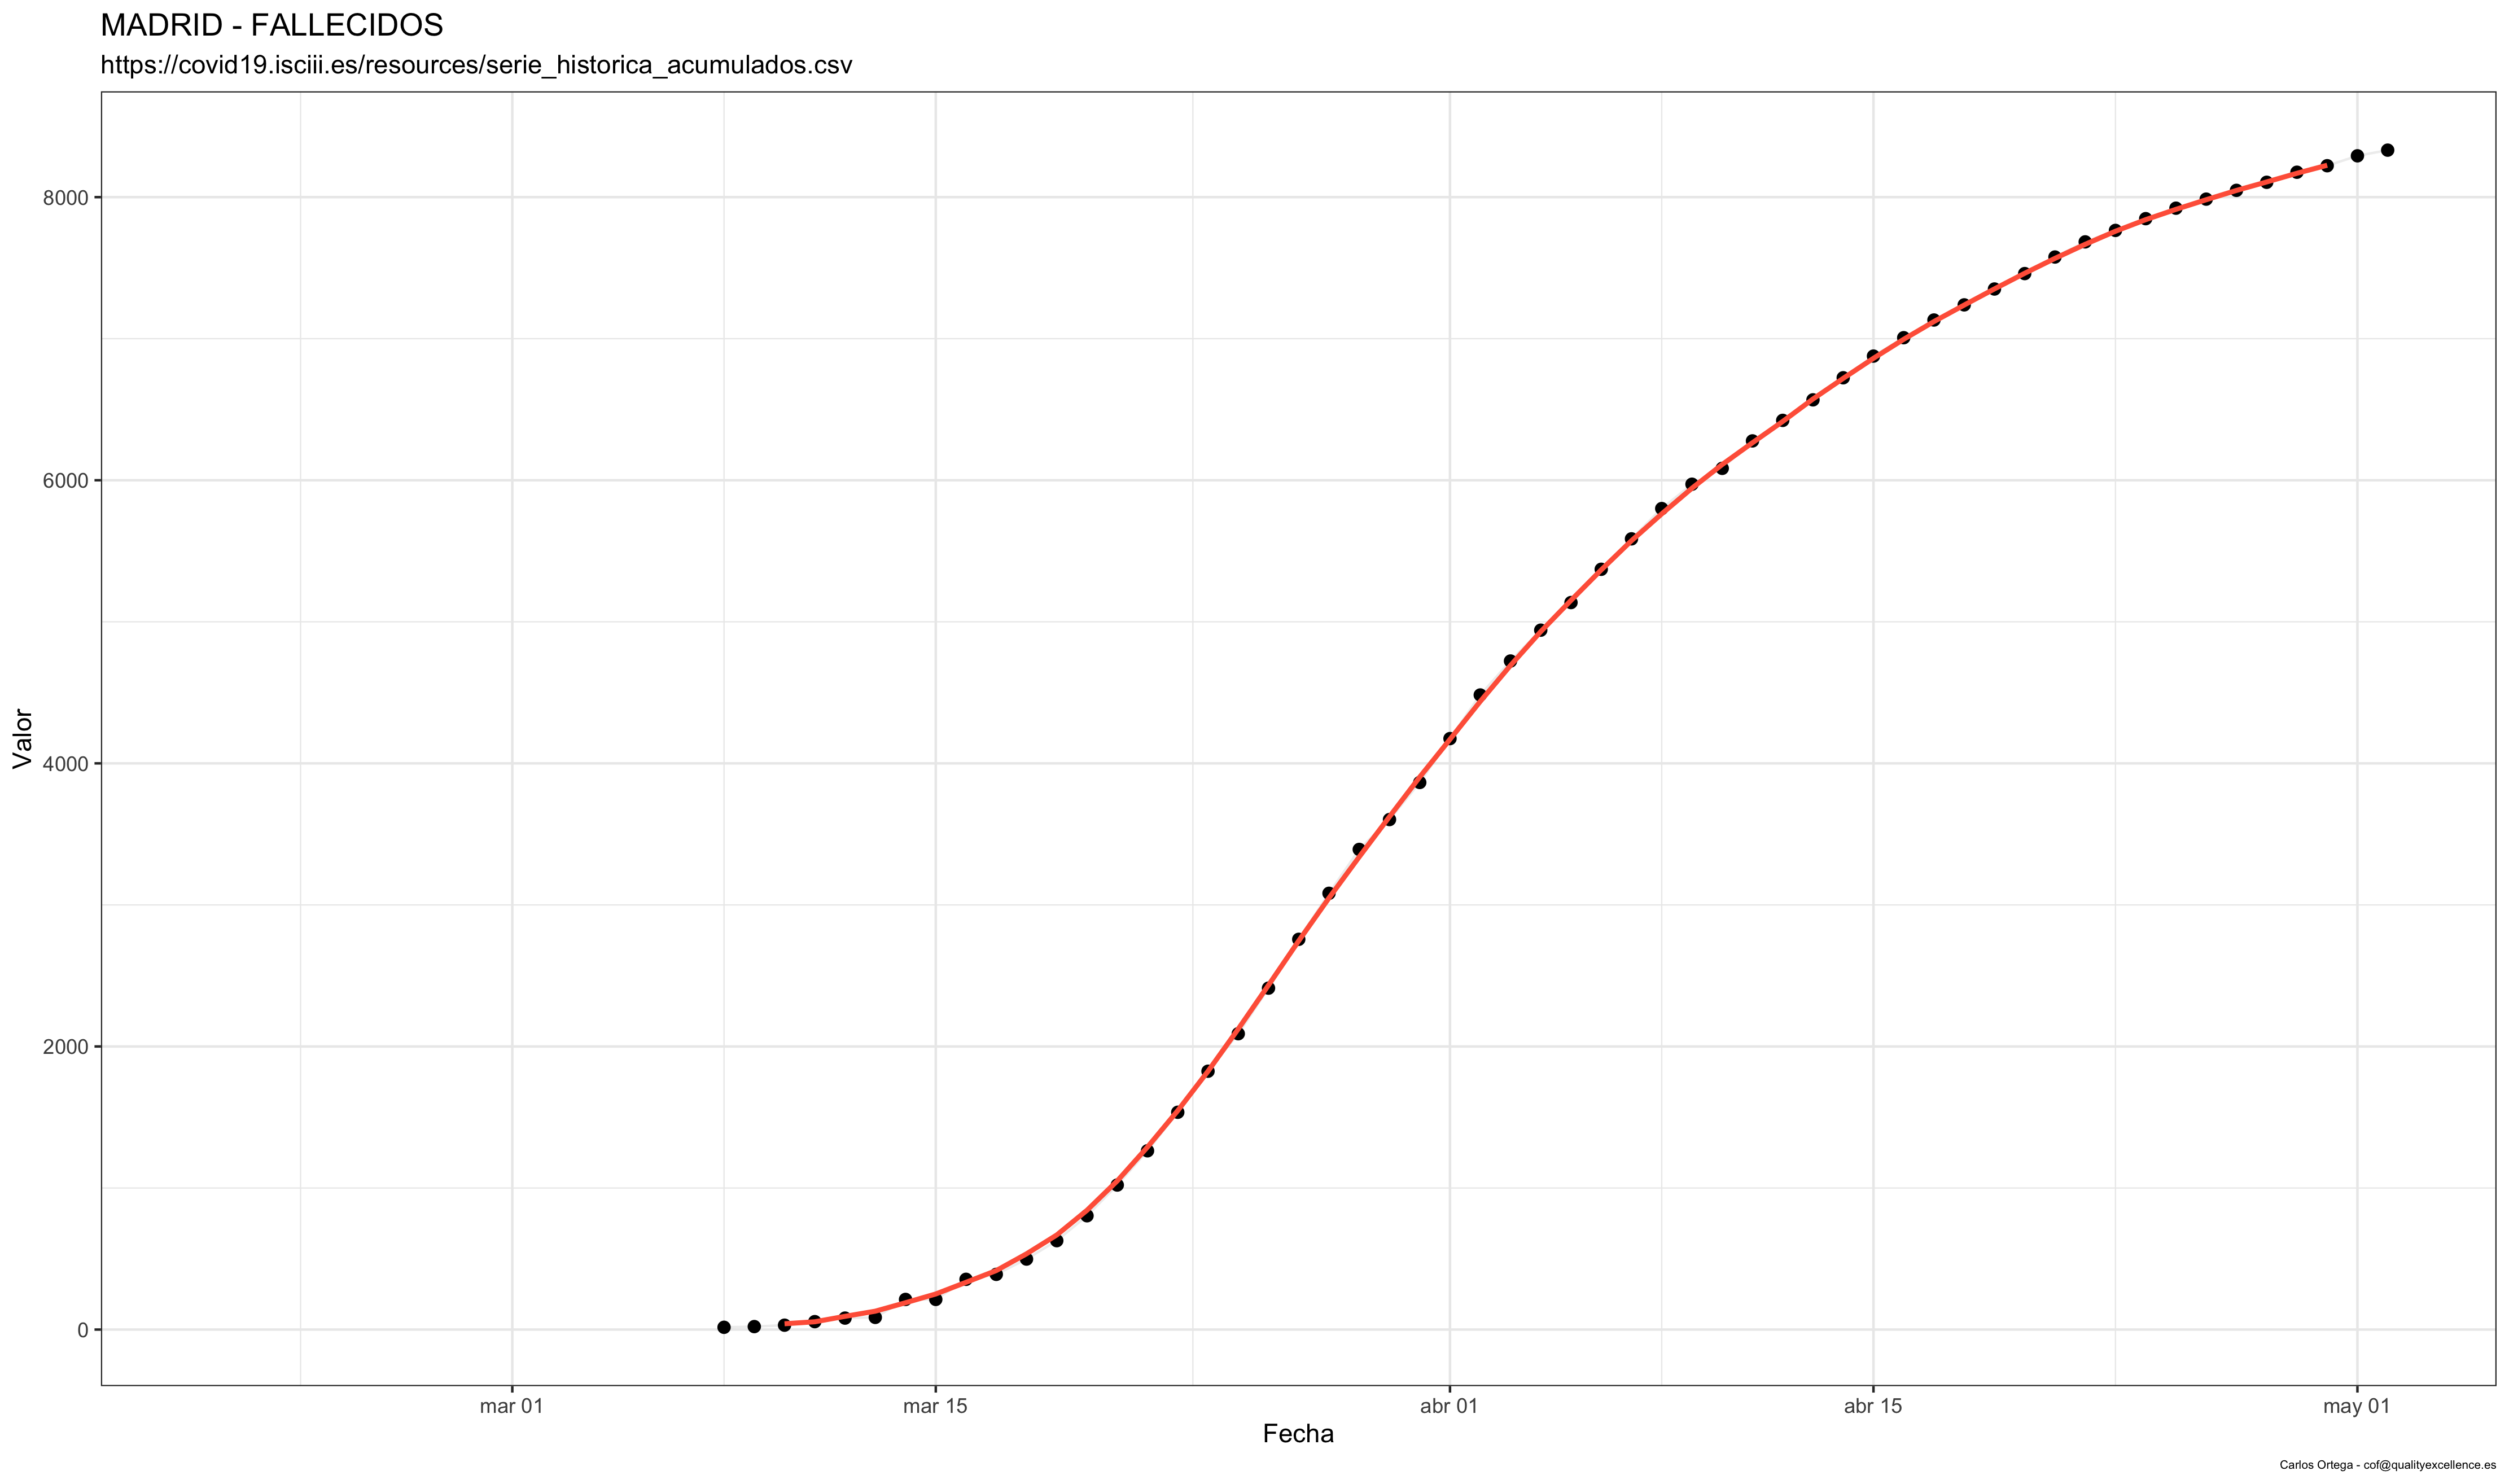 MADRID - FALLECIDOS
https://covid19.isciii.es/resources/serie_historica_acumulados.csv
Valor
8000
6000
4000
2000
0
mar 01
mar 15
abr 01
abr 15
may 01
Fecha
Carlos Ortega - cof@qualityexcellence.es